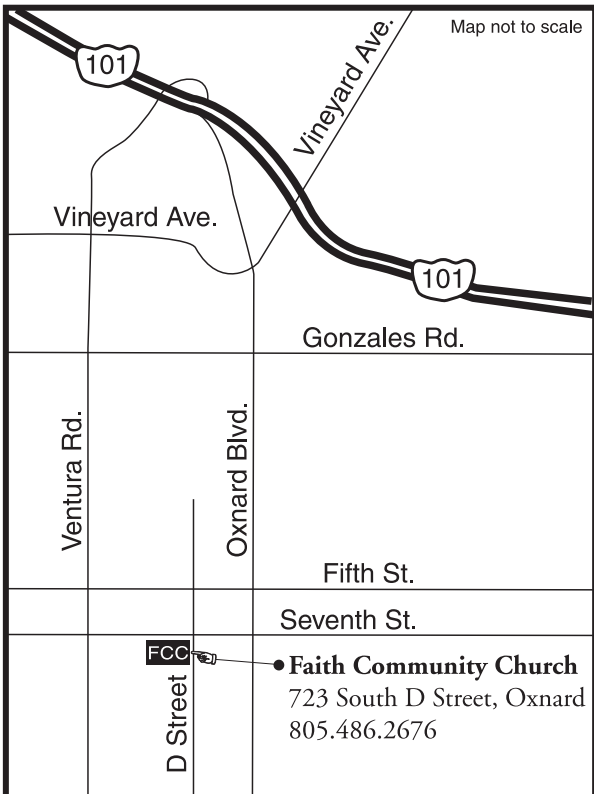 Map not to scale
101
Vineyard Ave.
Vineyard Ave.
101
Gonzales Rd.
Ventura Rd.
Oxnard Blvd.
Fifth St.
Seventh St.
FCC
D Street
Faith Community Church
723 South D Street, Oxnard
805.486.2676